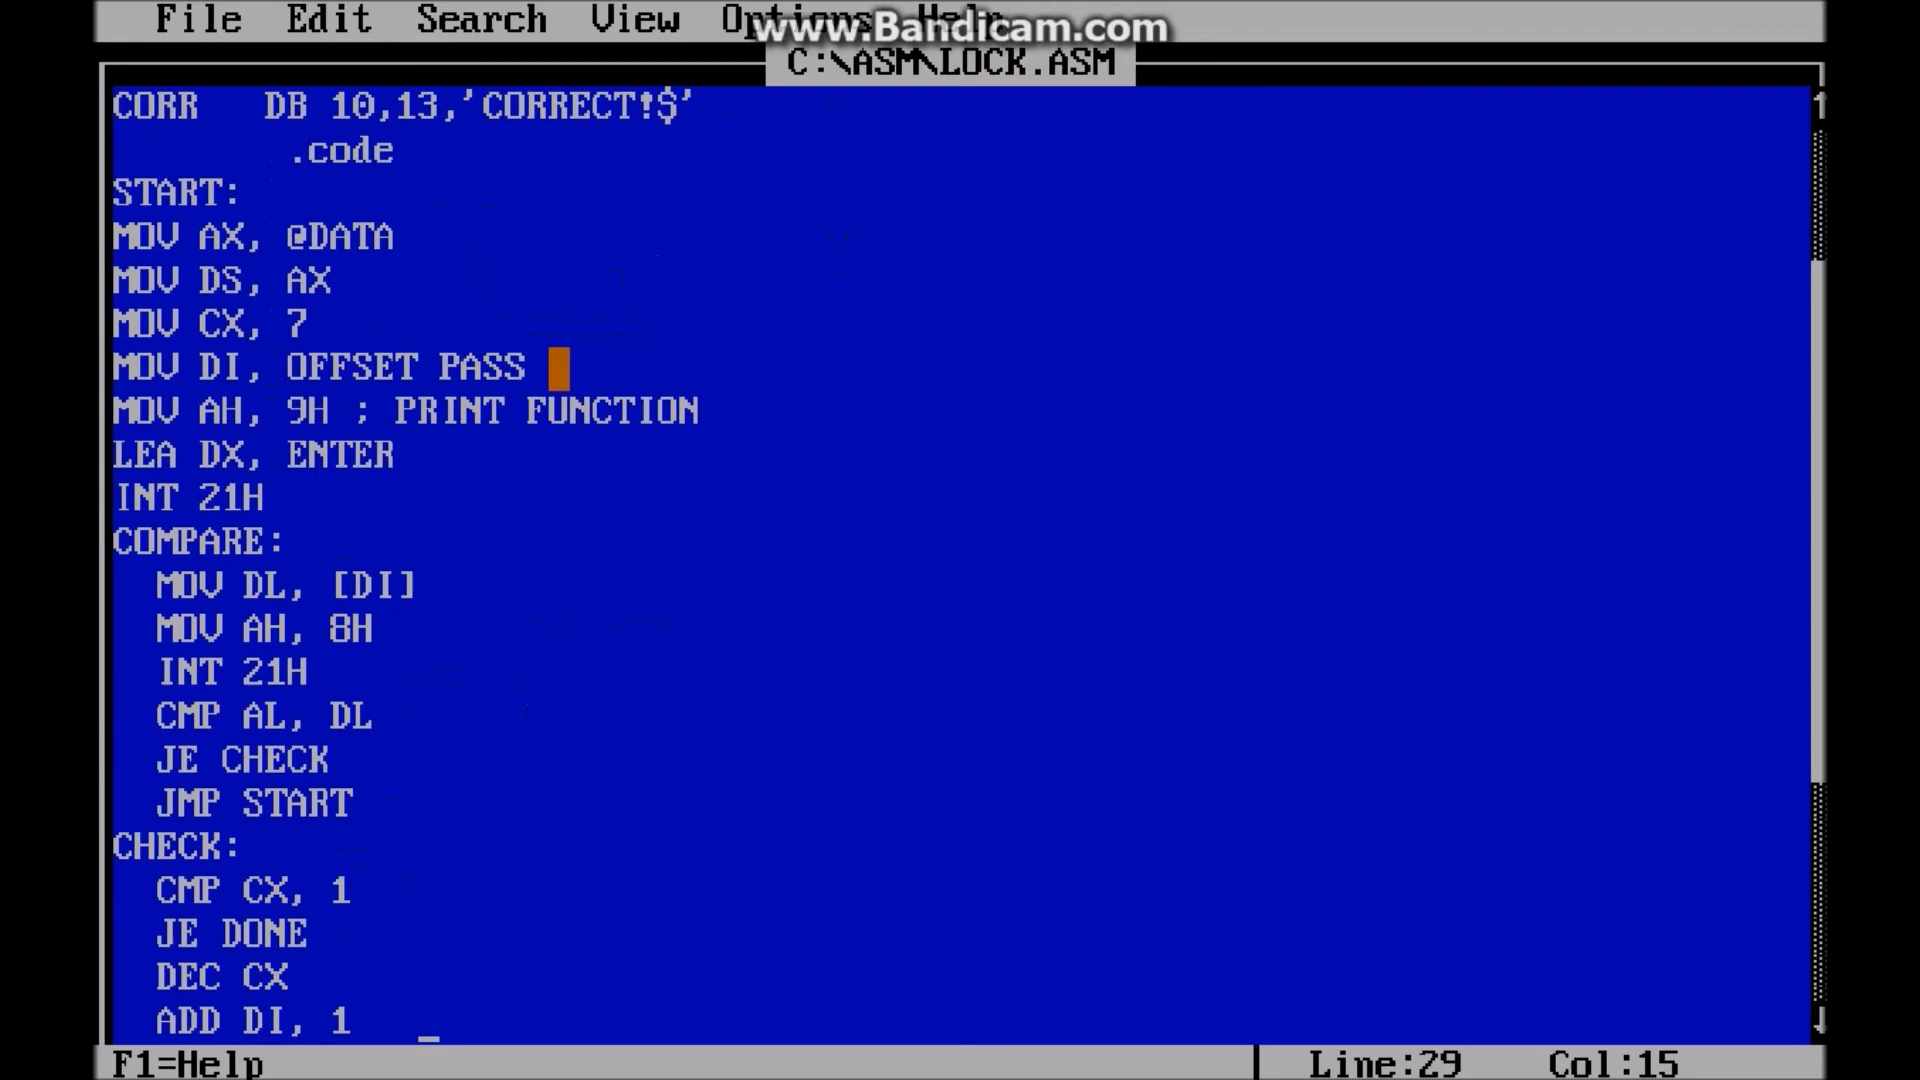 File Edit Search View Options Help
www.Bandicam.com
C:\ASM\LOCK.ASM
CORR DB 10,13,'CORRECT!$'
.code
START:
MOV AX, @DATA
MOV DS, AX
MOV CX, 7
MOV DI, OFFSET PASS
MOV AH, 9H ; PRINT FUNCTION
LEA DX, ENTER
INT 21H
COMPARE:
MOV DL, [DI]
MOV AH, 8H
INT 21H
CMP AL, DL
JE CHECK
JMP START
CHECK:
CMP CX, 1
JE DONE
DEC CX
ADD DI, 1
F1=Help Line:29 Col:15